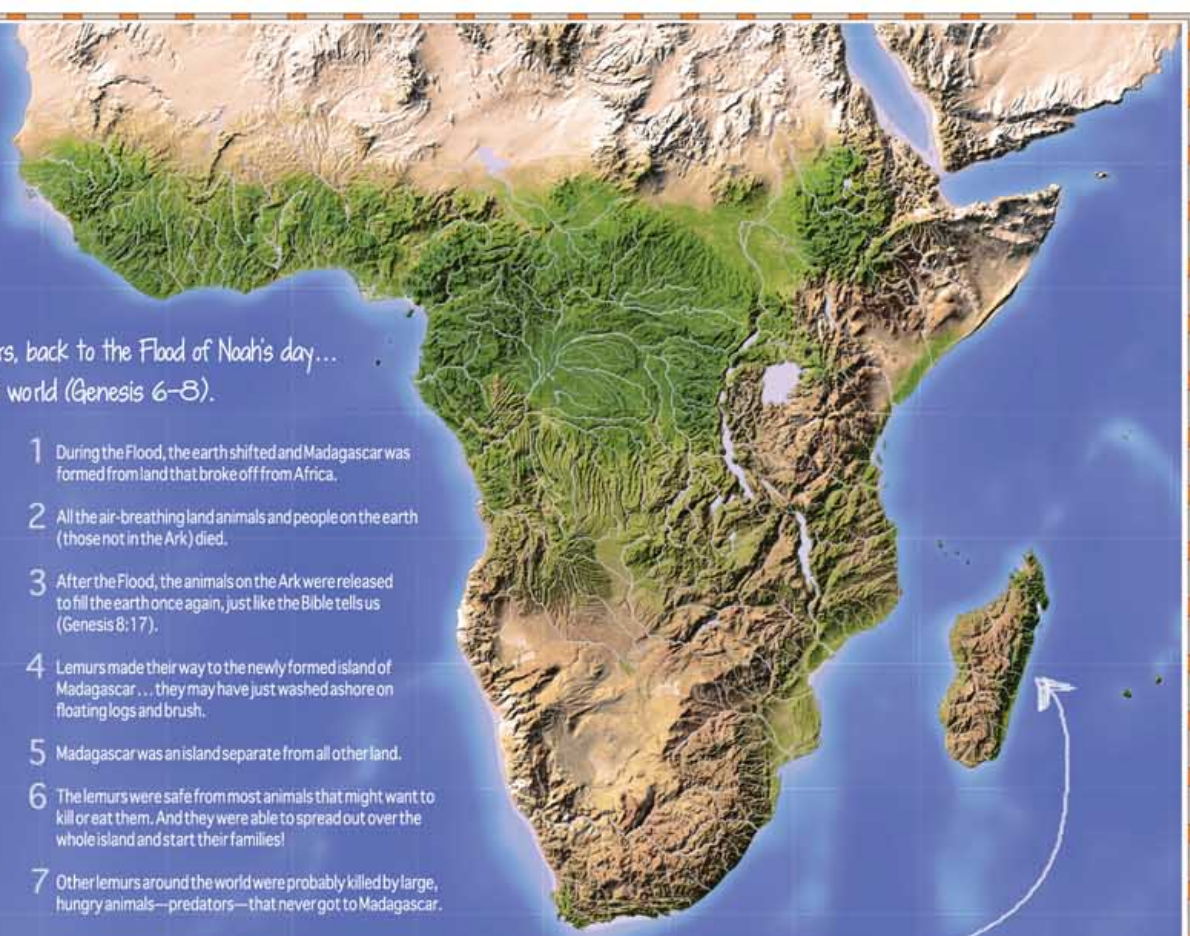 rs, back to the Flood of Noah's day...
world (Genesis 6–8).
1 During the Flood, the earth shifted and Madagascar was
formed from land that broke off from Africa.
2 All the air-breathing land animals and people on the earth
(those not in the Ark) died.
3 After the Flood, the animals on the Ark were released
to fill the earth once again, just like the Bible tells us
(Genesis 8:17).
4 Lemurs made their way to the newly formed island of
Madagascar . . . they may have just washed ashore on
floating logs and brush.
5 Madagascar was an island separate from all other land.
6 The lemurs were safe from most animals that might want to
kill or eat them. And they were able to spread out over the
whole island and start their families!
7 Other lemurs around the world were probably killed by large,
hungry animals—predators—that never got to Madagascar.